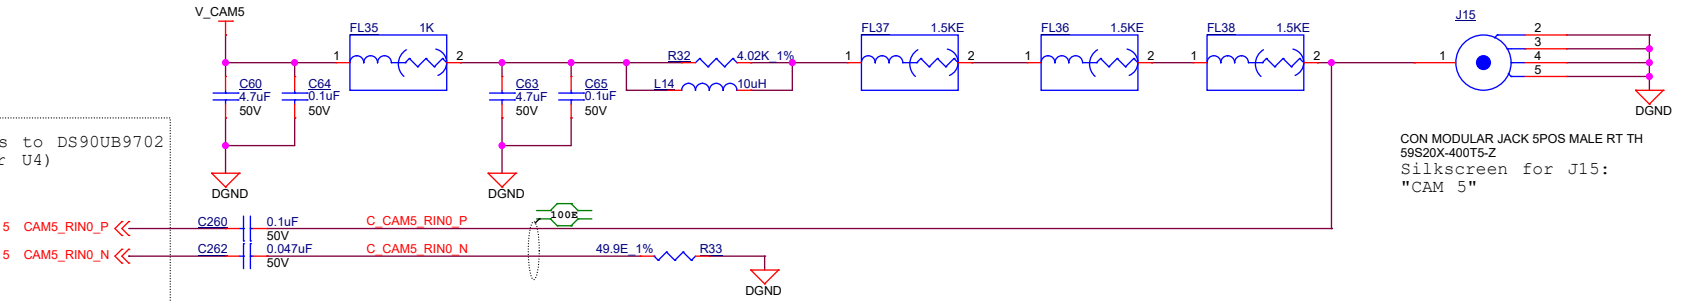 V_CAM5
FL35 1K
1 2
C60
4.7uF
50V
C64
0.1uF
50V
DGND
C63
4.7uF
50V
C65
0.1uF
50V
DGND
R32 4.02K_1%
L14 10uH
FL37 1.5KE
1 2
FL36 1.5KE
1 2
FL38 1.5KE
1 2
J15
1
2
3
4
5
DGND
CON MODULAR JACK 5POS MALE RT TH
59S20X-400T5-Z
Silkscreen for J15:
"CAM 5"
s to DS90UB9702
r U4)
5 CAM5_RIN0_P
C260 0.1uF
50V
C_CAM5_RIN0_P
100E
5 CAM5_RIN0_N
C262 0.047uF
50V
C_CAM5_RIN0_N
49.9E_1% R33
DGND